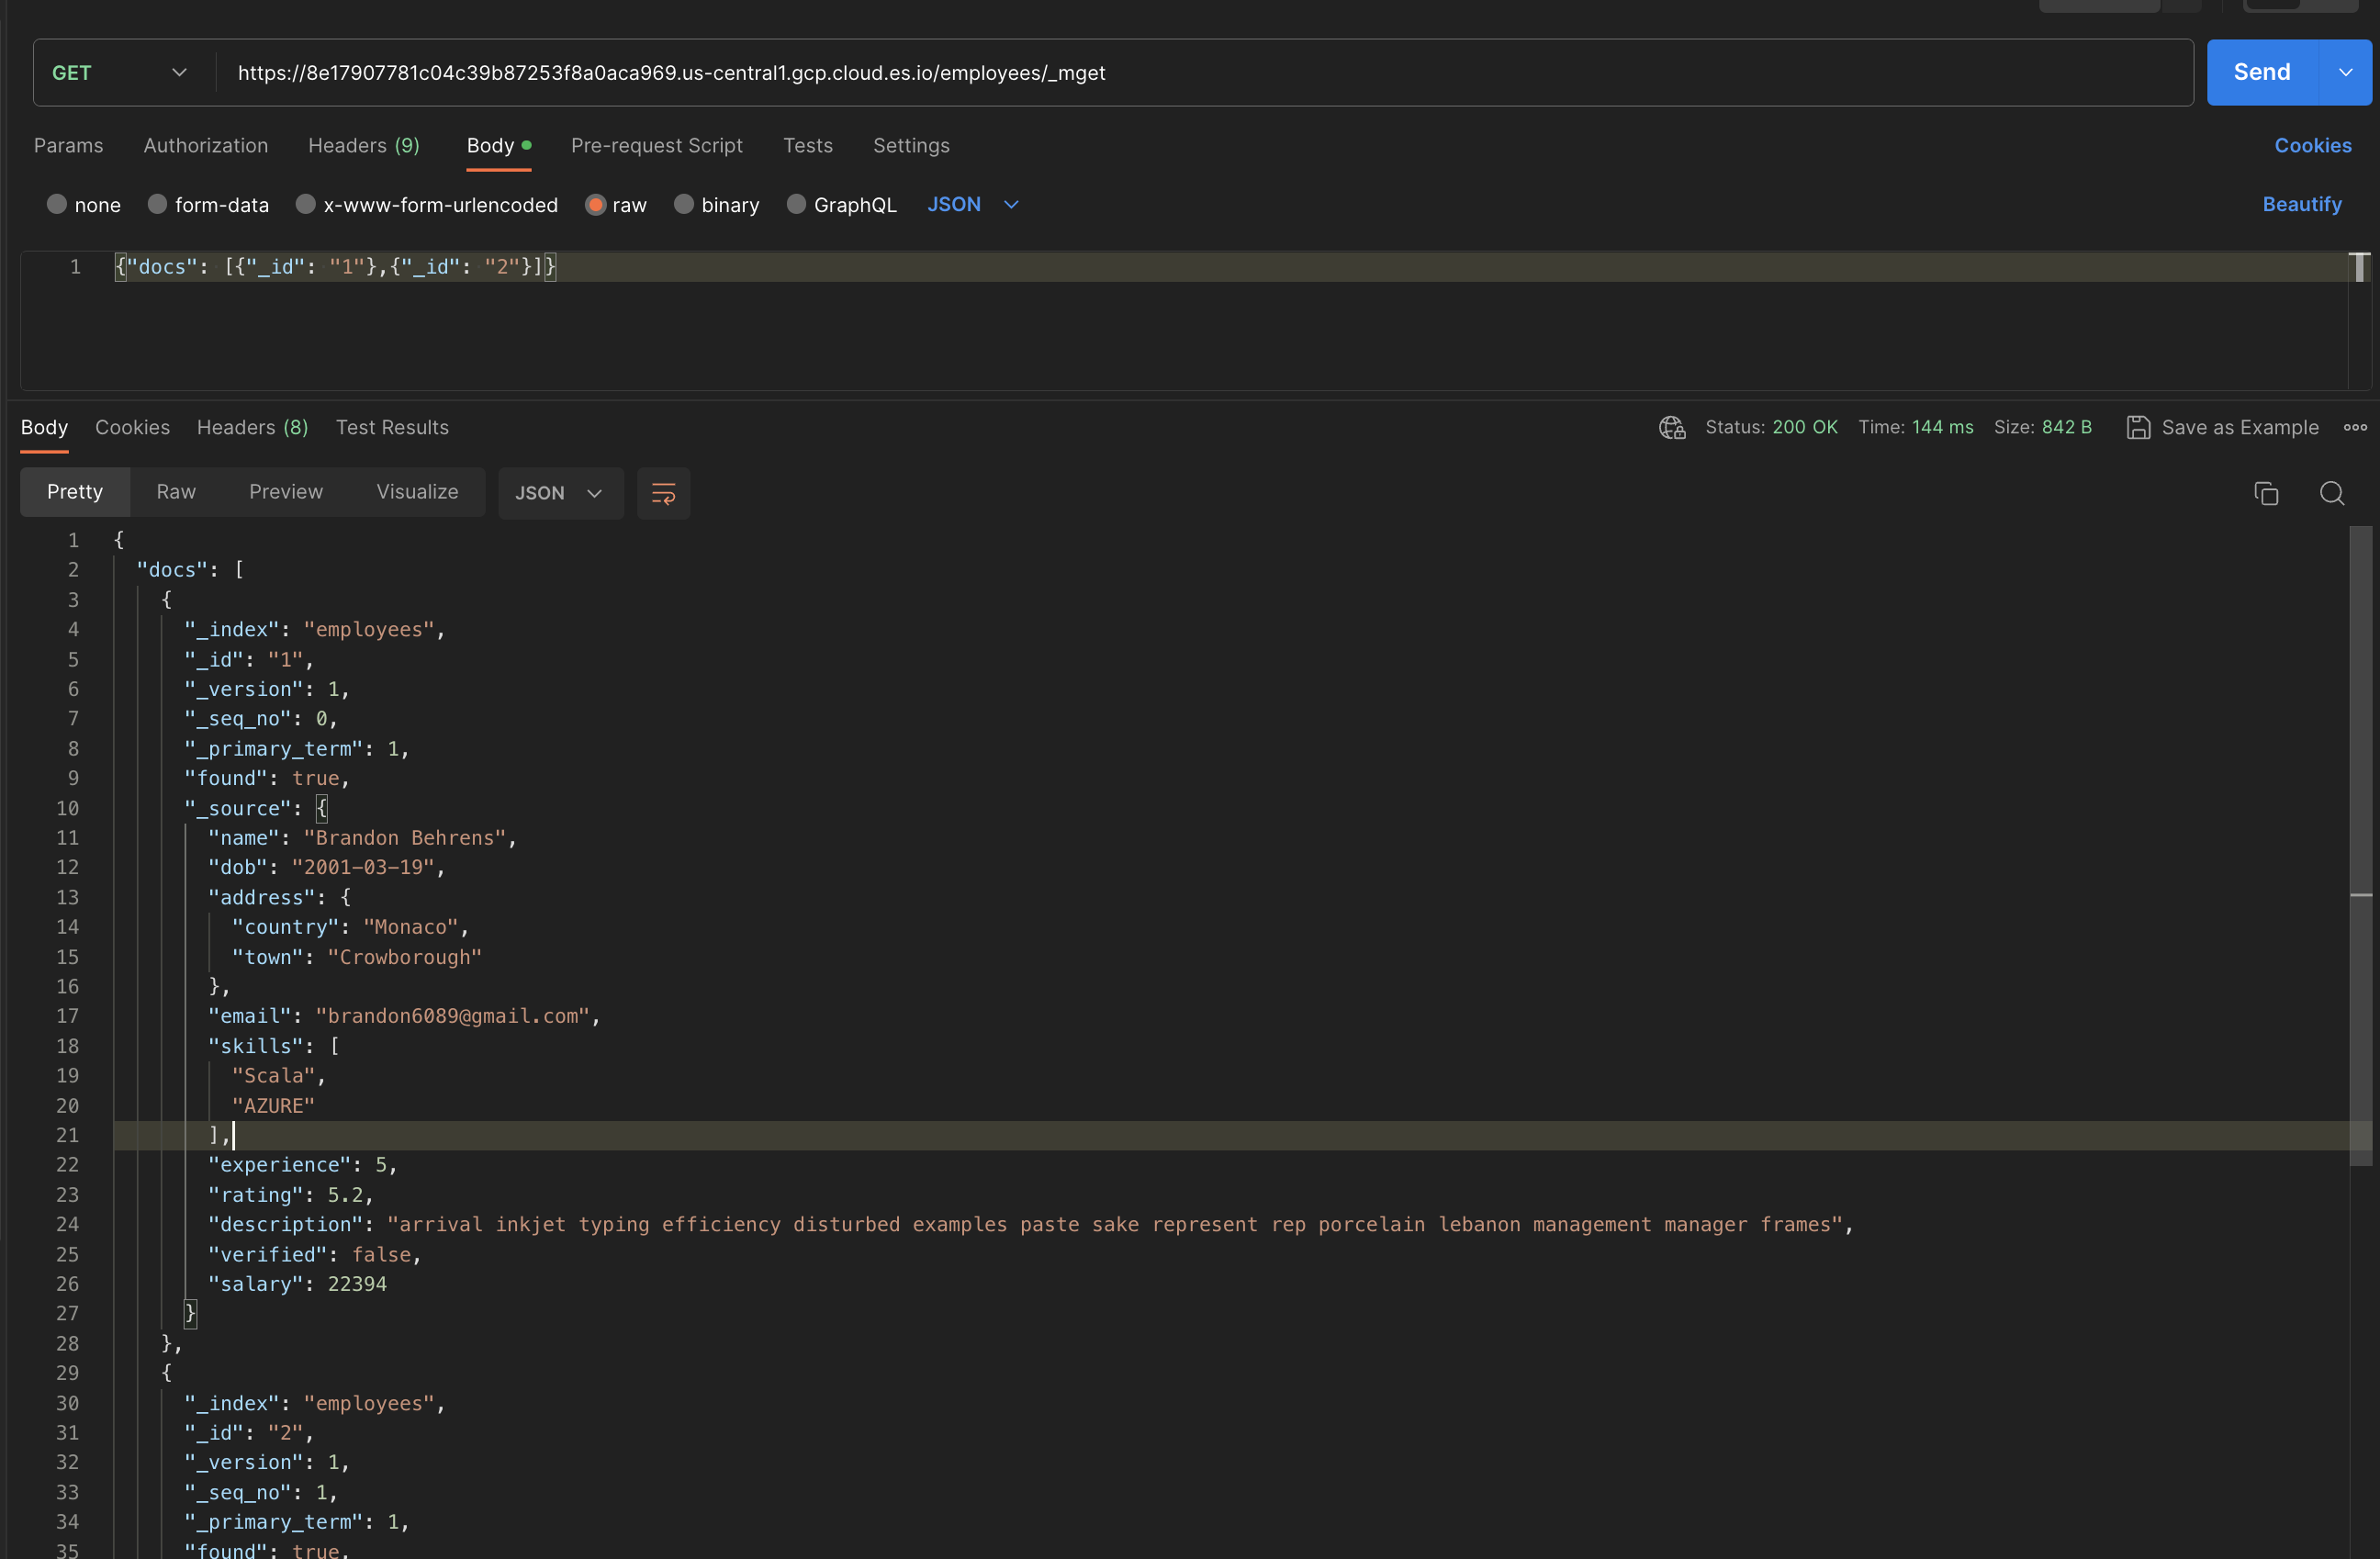 GET https://8e17907781c04c39b87253f8a0aca969.us-central1.gcp.cloud.es.io/employees/_mget Send
Params Authorization Headers (9) Body Pre-request Script Tests Settings Cookies
none form-data x-www-form-urlencoded raw binary GraphQL JSON Beautify
1 {"docs": [{"_id": "1"},{"_id": "2"}]}
Body Cookies Headers (8) Test Results Status: 200 OK Time: 144 ms Size: 842 B Save as Example
Pretty Raw Preview Visualize JSON
1 {
2 "docs": [
3 {
4 "_index": "employees",
5 "_id": "1",
6 "_version": 1,
7 "_seq_no": 0,
8 "_primary_term": 1,
9 "found": true,
10 "_source": {
11 "name": "Brandon Behrens",
12 "dob": "2001-03-19",
13 "address": {
14 "country": "Monaco",
15 "town": "Crowborough"
16 },
17 "email": "brandon6089@gmail.com",
18 "skills": [
19 "Scala",
20 "AZURE"
21 ],
22 "experience": 5,
23 "rating": 5.2,
24 "description": "arrival inkjet typing efficiency disturbed examples paste sake represent rep porcelain lebanon management manager frames",
25 "verified": false,
26 "salary": 22394
27 }
28 },
29 {
30 "_index": "employees",
31 "_id": "2",
32 "_version": 1,
33 "_seq_no": 1,
34 "_primary_term": 1,
35 "found": true,